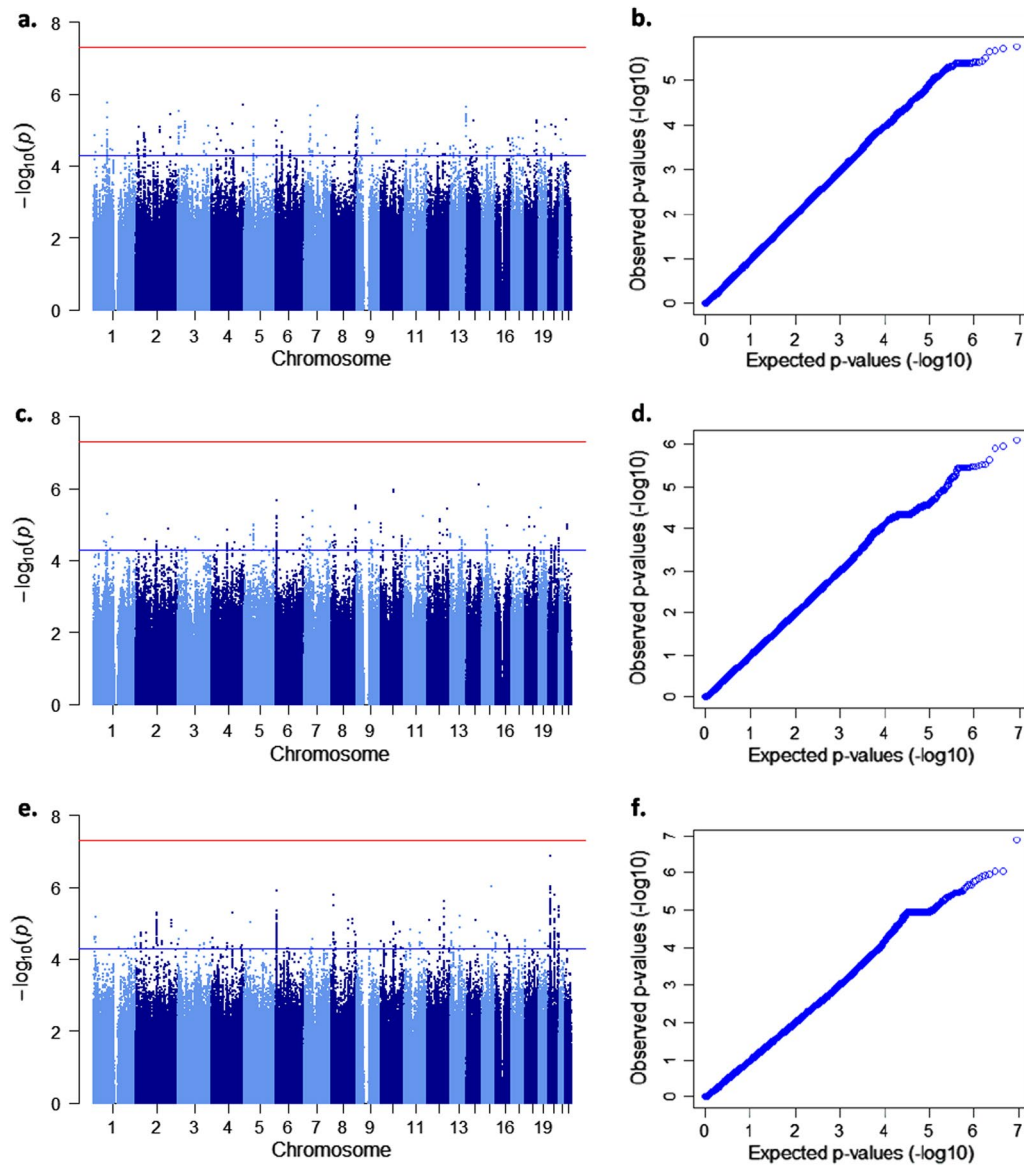 a.
8
6
4
2
0
−log10(p)
1 2 3 4 5 6 7 8 9 11 13 16 19
Chromosome
b.
5
4
3
2
1
0
Observed p-values (-log10)
0 1 2 3 4 5 6 7
Expected p-values (-log10)
c.
8
6
4
2
0
−log10(p)
1 2 3 4 5 6 7 8 9 11 13 16 19
Chromosome
d.
6
5
4
3
2
1
0
Observed p-values (-log10)
0 1 2 3 4 5 6 7
Expected p-values (-log10)
e.
8
6
4
2
0
−log10(p)
1 2 3 4 5 6 7 8 9 11 13 16 19
Chromosome
f.
7
6
5
4
3
2
1
0
Observed p-values (-log10)
0 1 2 3 4 5 6 7
Expected p-values (-log10)